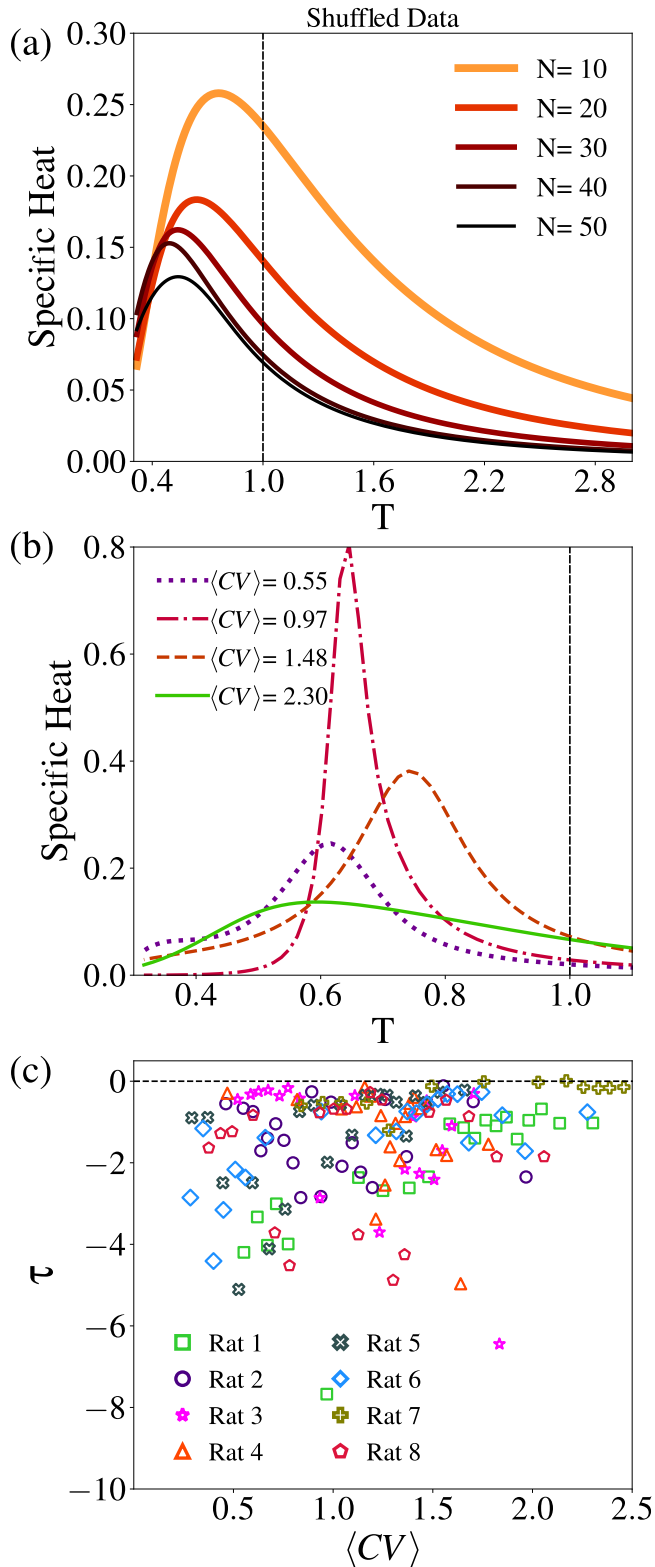 Shuffled Data
(a)
0.30
0.25
0.20
0.15
0.10
0.05
0.00
Specific Heat
N= 10
N= 20
N= 30
N= 40
N= 50
0.4 1.0 1.6 2.2 2.8
T
(b)
0.8
0.6
0.4
0.2
0.0
Specific Heat
⟨CV⟩= 0.55
⟨CV⟩= 0.97
⟨CV⟩= 1.48
⟨CV⟩= 2.30
0.4 0.6 0.8 1.0
T
(c)
0
−2
−4
−6
−8
−10
τ
Rat 1
Rat 2
Rat 3
Rat 4
Rat 5
Rat 6
Rat 7
Rat 8
0.5 1.0 1.5 2.0 2.5
⟨CV⟩